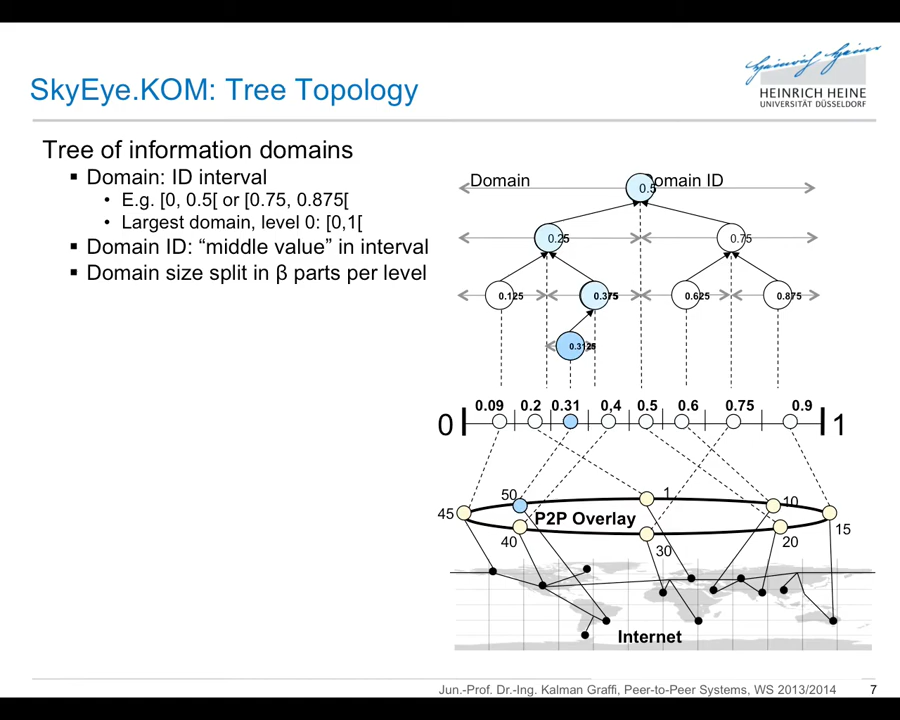 Heinrich Heine
HEINRICH HEINE
UNIVERSITÄT DÜSSELDORF
SkyEye.KOM: Tree Topology
Tree of information domains
▪ Domain: ID interval
• E.g. [0, 0.5[ or [0.75, 0.875[
• Largest domain, level 0: [0,1[
▪ Domain ID: “middle value” in interval
▪ Domain size split in β parts per level
Domain
Domain ID
0.5
0.25
0.75
0.125
0.375
0.625
0.875
0.3125
0.09 0.2 0.31 0,4 0.5 0.6 0.75 0.9
0 1
50 1 10
45 P2P Overlay 15
40 30 20
Internet
Jun.-Prof. Dr.-Ing. Kalman Graffi, Peer-to-Peer Systems, WS 2013/2014 7